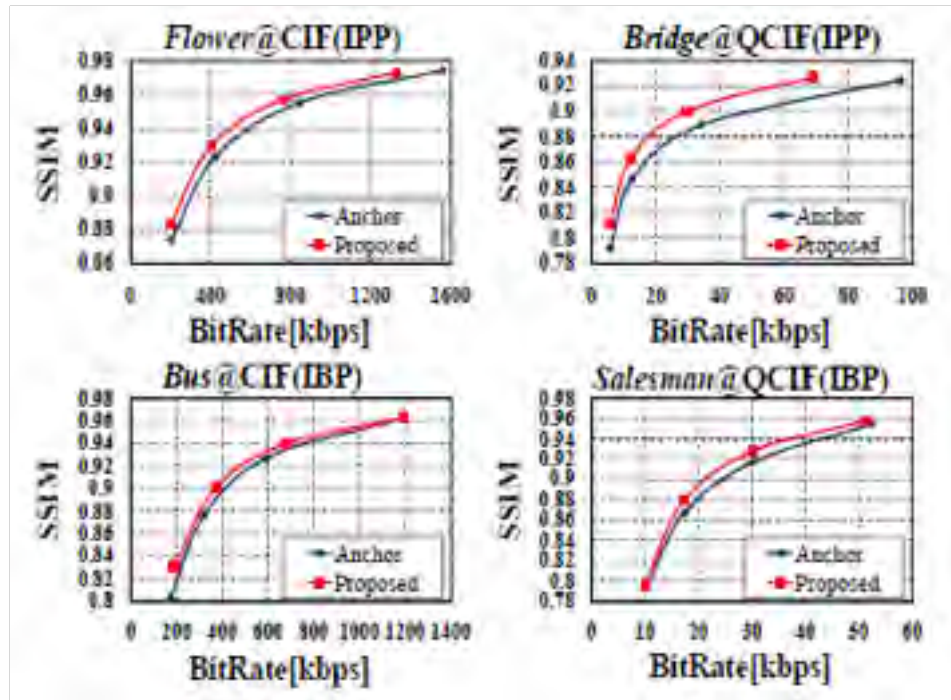 Flower@CIF(IPP)
SSIM
0.98
0.96
0.94
0.92
0.9
0.88
0.86
Anchor
Proposed
0 400 800 1200 1600
BitRate[kbps]
Bridge@QCIF(IPP)
SSIM
0.94
0.92
0.9
0.88
0.86
0.84
0.82
0.8
0.78
Anchor
Proposed
0 20 40 60 80 100
BitRate[kbps]
Bus@CIF(IBP)
SSIM
0.98
0.96
0.94
0.92
0.9
0.88
0.86
0.84
0.82
0.8
Anchor
Proposed
0 200 400 600 800 1000 1200 1400
BitRate[kbps]
Salesman@QCIF(IBP)
SSIM
0.98
0.96
0.94
0.92
0.9
0.88
0.86
0.84
0.82
0.8
0.78
Anchor
Proposed
0 10 20 30 40 50 60
BitRate[kbps]